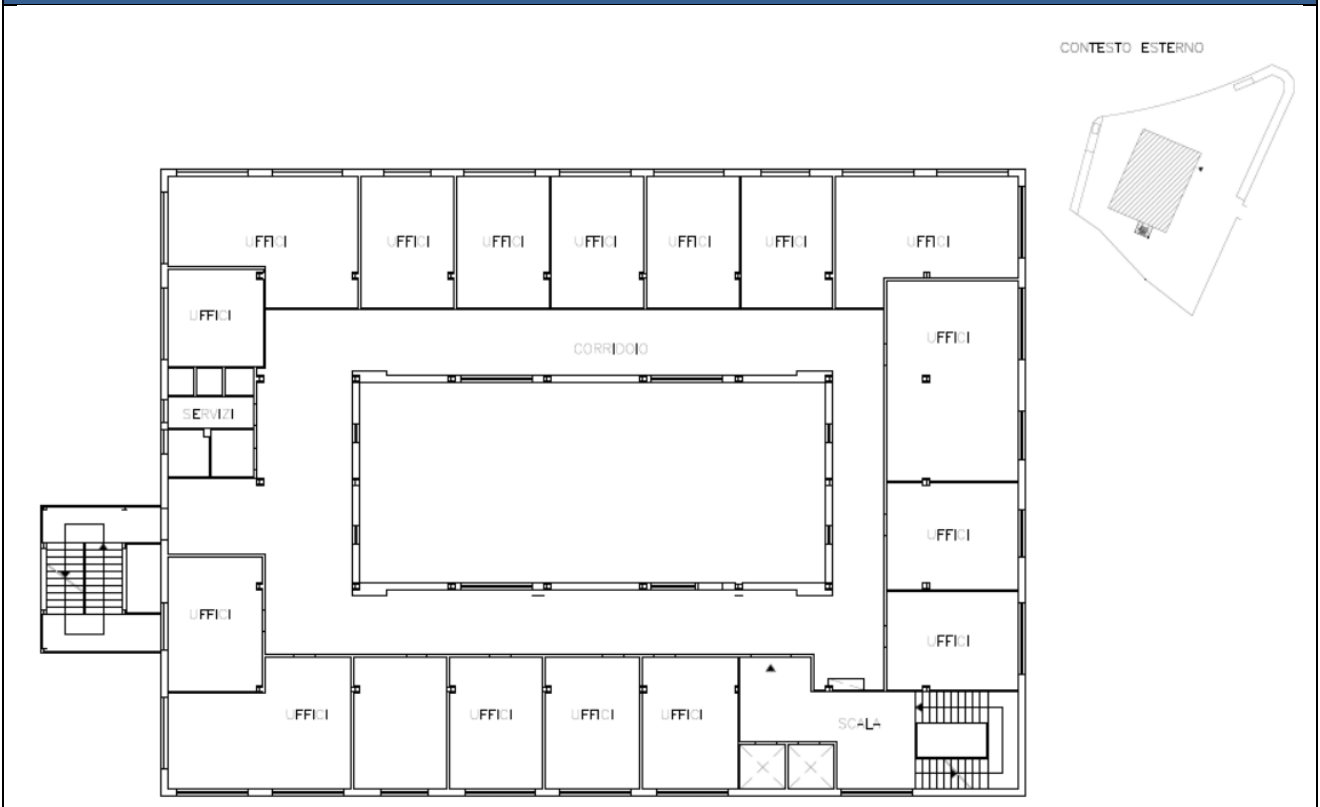 CONTESTO ESTERNO
UFFICI UFFICI UFFICI UFFICI UFFICI UFFICI UFFICI
UFFICI
UFFICI
CORRIDOIO
SERVIZI
UFFICI
UFFICI
UFFICI
UFFICI UFFICI UFFICI UFFICI
SCALA